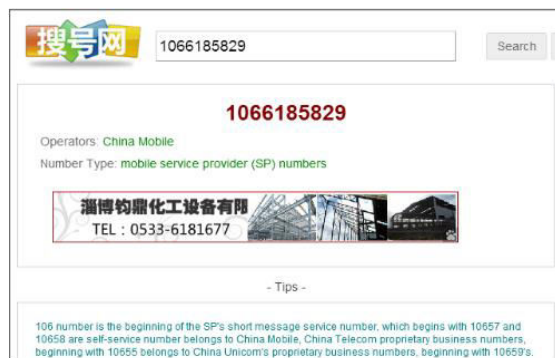 搜号网
1066185829
Search
1066185829
Operators: China Mobile
Number Type: mobile service provider (SP) numbers
淄博钧鼎化工设备有限
TEL : 0533-6181677
- Tips -
106 number is the beginning of the SP's short message service number, which begins with 10657 and
10658 are self-service number belongs to China Mobile, China Telecom proprietary business numbers,
beginning with 10655 belongs to China Unicom's proprietary business numbers, beginning with 10659's.